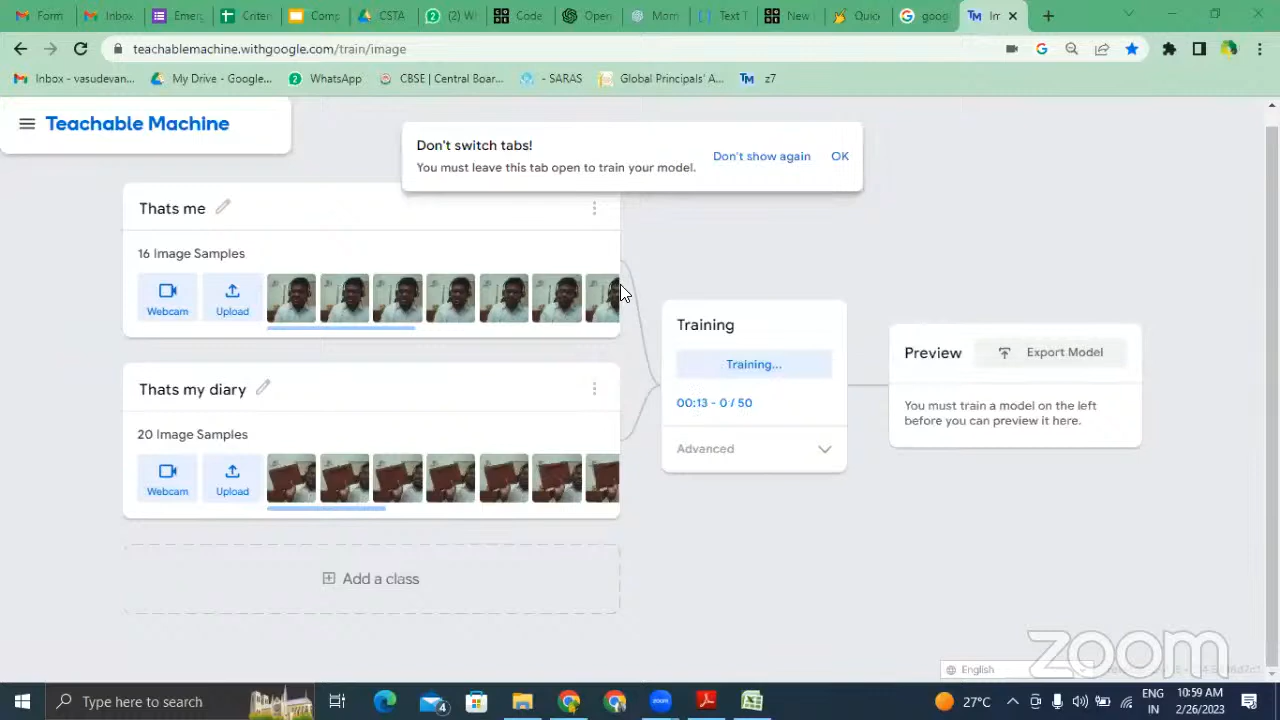 Form
Inbox
Emerg
Criter
Comp
CSTA
(2) W
Code
Open
Mom
Text T
New
Quic
goog
Im
teachablemachine.withgoogle.com/train/image
Inbox - vasudevan...
My Drive - Google...
WhatsApp
CBSE | Central Boar...
- SARAS
Global Principals' A...
z7
Teachable Machine
Don't switch tabs!
You must leave this tab open to train your model.
Don't show again
OK
Thats me
16 Image Samples
Webcam
Upload
Thats my diary
20 Image Samples
Webcam
Upload
Add a class
Training
Training...
00:13 - 0 / 50
Advanced
Preview
Export Model
You must train a model on the left
before you can preview it here.
English
zoom
Type here to search
27°C
ENG
IN
10:59 AM
2/26/2023